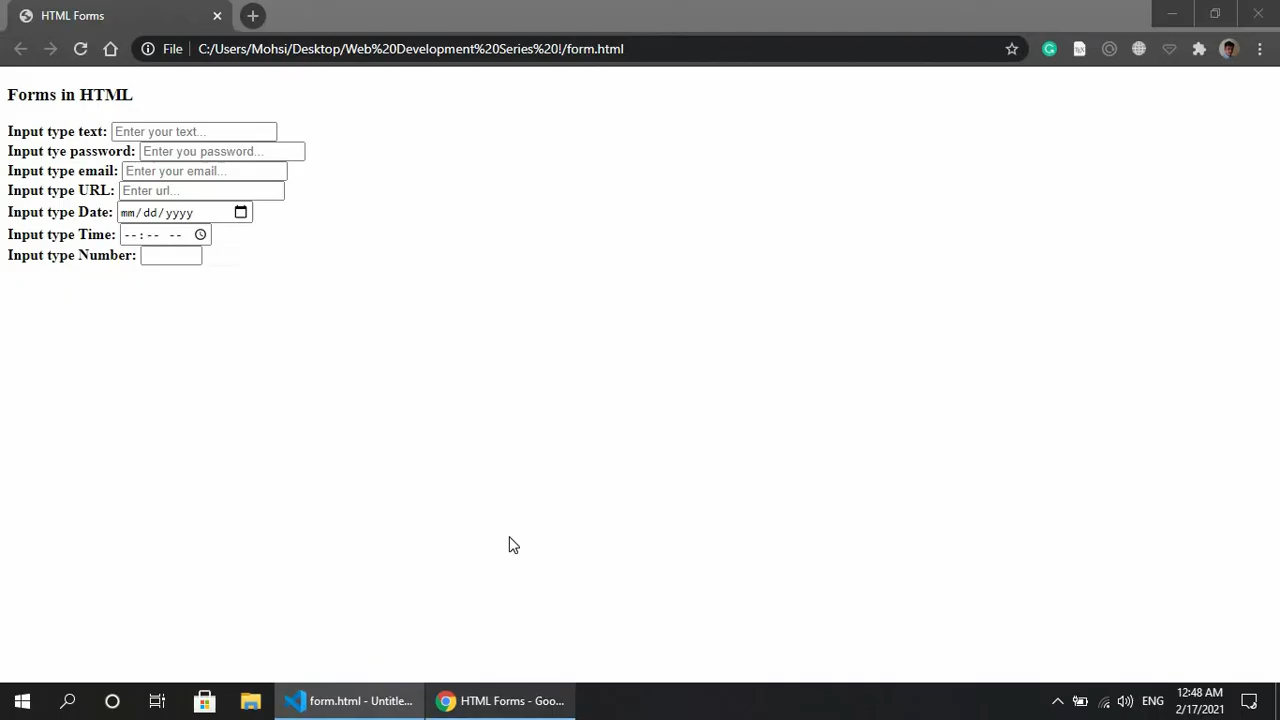 HTML Forms
File
C:/Users/Mohsi/Desktop/Web%20Development%20Series%20!/form.html
Forms in HTML
Input type text: Enter your text...
Input tye password: Enter you password...
Input type email: Enter your email...
Input type URL: Enter url...
Input type Date: mm/dd/yyyy
Input type Time: --:-- --
Input type Number:
form.html - Untitle...
HTML Forms - Goo...
ENG
12:48 AM
2/17/2021